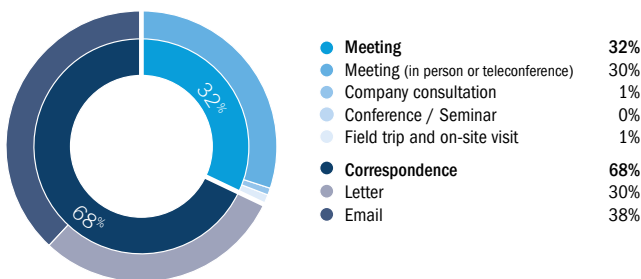 32%
68%
Meeting 32%
Meeting (in person or teleconference) 30%
Company consultation 1%
Conference / Seminar 0%
Field trip and on-site visit 1%
Correspondence 68%
Letter 30%
Email 38%